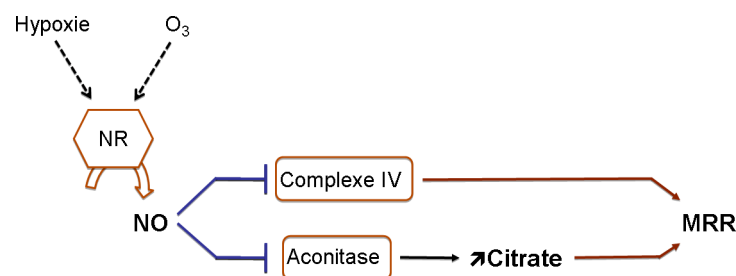 Hypoxie O₃
NR
Complexe IV
NO MRR
Aconitase ↗Citrate